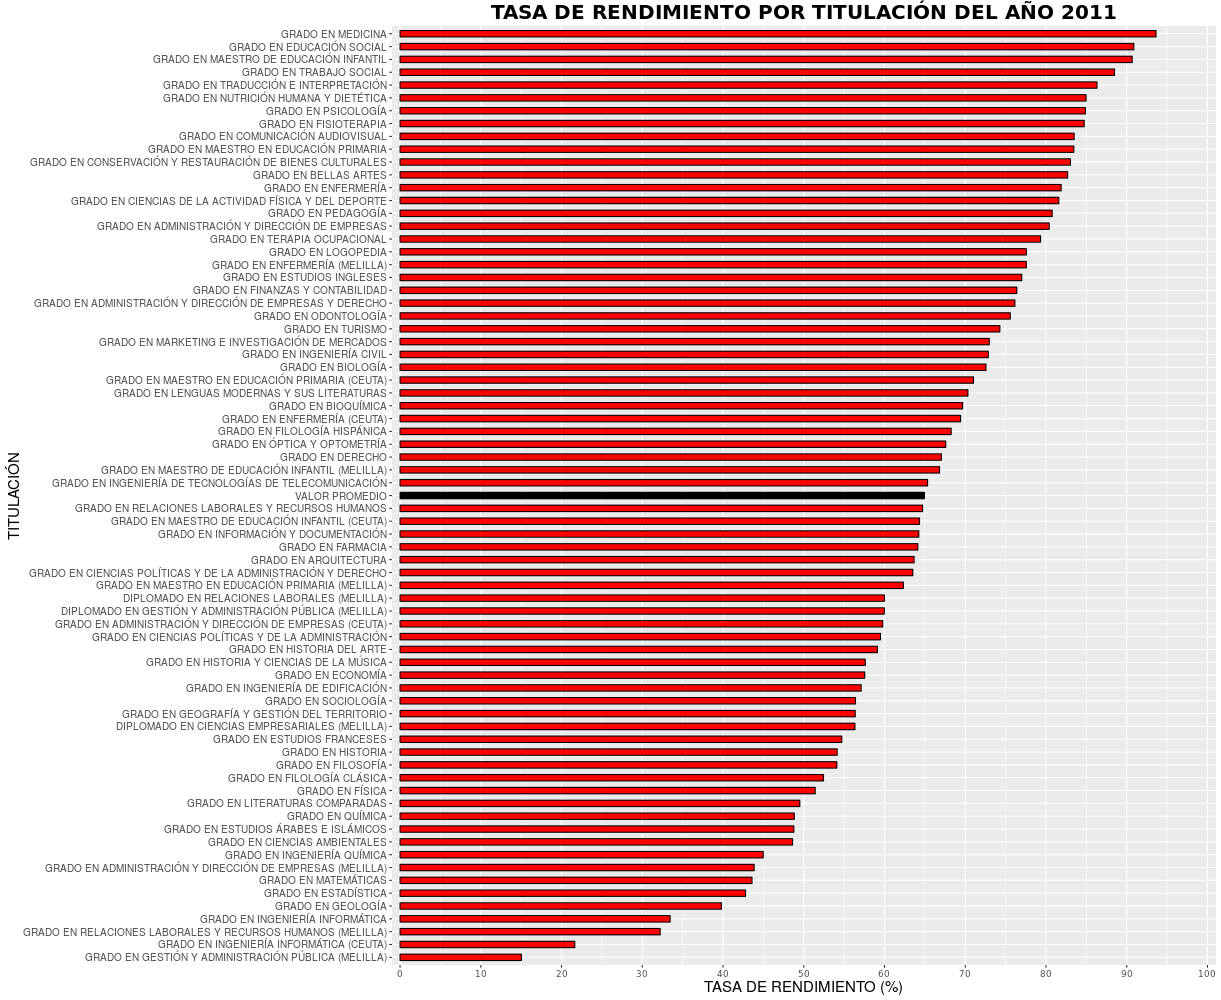 TASA DE RENDIMIENTO POR TITULACIÓN DEL AÑO 2011
GRADO EN MEDICINA
GRADO EN EDUCACIÓN SOCIAL
GRADO EN MAESTRO DE EDUCACIÓN INFANTIL
GRADO EN TRABAJO SOCIAL
GRADO EN TRADUCCIÓN E INTERPRETACIÓN
GRADO EN NUTRICIÓN HUMANA Y DIETÉTICA
GRADO EN PSICOLOGÍA
GRADO EN FISIOTERAPIA
GRADO EN COMUNICACIÓN AUDIOVISUAL
GRADO EN MAESTRO EN EDUCACIÓN PRIMARIA
GRADO EN CONSERVACIÓN Y RESTAURACIÓN DE BIENES CULTURALES
GRADO EN BELLAS ARTES
GRADO EN ENFERMERÍA
GRADO EN CIENCIAS DE LA ACTIVIDAD FÍSICA Y DEL DEPORTE
GRADO EN PEDAGOGÍA
GRADO EN ADMINISTRACIÓN Y DIRECCIÓN DE EMPRESAS
GRADO EN TERAPIA OCUPACIONAL
GRADO EN LOGOPEDIA
GRADO EN ENFERMERÍA (MELILLA)
GRADO EN ESTUDIOS INGLESES
GRADO EN FINANZAS Y CONTABILIDAD
GRADO EN ADMINISTRACIÓN Y DIRECCIÓN DE EMPRESAS Y DERECHO
GRADO EN ODONTOLOGÍA
GRADO EN TURISMO
GRADO EN MARKETING E INVESTIGACIÓN DE MERCADOS
GRADO EN INGENIERÍA CIVIL
GRADO EN BIOLOGÍA
GRADO EN MAESTRO EN EDUCACIÓN PRIMARIA (CEUTA)
GRADO EN LENGUAS MODERNAS Y SUS LITERATURAS
GRADO EN BIOQUÍMICA
GRADO EN ENFERMERÍA (CEUTA)
GRADO EN FILOLOGÍA HISPÁNICA
GRADO EN ÓPTICA Y OPTOMETRÍA
GRADO EN DERECHO
GRADO EN MAESTRO DE EDUCACIÓN INFANTIL (MELILLA)
GRADO EN INGENIERÍA DE TECNOLOGÍAS DE TELECOMUNICACIÓN
VALOR PROMEDIO
GRADO EN RELACIONES LABORALES Y RECURSOS HUMANOS
GRADO EN MAESTRO DE EDUCACIÓN INFANTIL (CEUTA)
GRADO EN INFORMACIÓN Y DOCUMENTACIÓN
GRADO EN FARMACIA
GRADO EN ARQUITECTURA
GRADO EN CIENCIAS POLÍTICAS Y DE LA ADMINISTRACIÓN Y DERECHO
GRADO EN MAESTRO EN EDUCACIÓN PRIMARIA (MELILLA)
DIPLOMADO EN RELACIONES LABORALES (MELILLA)
DIPLOMADO EN GESTIÓN Y ADMINISTRACIÓN PÚBLICA (MELILLA)
GRADO EN ADMINISTRACIÓN Y DIRECCIÓN DE EMPRESAS (CEUTA)
GRADO EN CIENCIAS POLÍTICAS Y DE LA ADMINISTRACIÓN
GRADO EN HISTORIA DEL ARTE
GRADO EN HISTORIA Y CIENCIAS DE LA MÚSICA
GRADO EN ECONOMÍA
GRADO EN INGENIERÍA DE EDIFICACIÓN
GRADO EN SOCIOLOGÍA
GRADO EN GEOGRAFÍA Y GESTIÓN DEL TERRITORIO
DIPLOMADO EN CIENCIAS EMPRESARIALES (MELILLA)
GRADO EN ESTUDIOS FRANCESES
GRADO EN HISTORIA
GRADO EN FILOSOFÍA
GRADO EN FILOLOGÍA CLÁSICA
GRADO EN FÍSICA
GRADO EN LITERATURAS COMPARADAS
GRADO EN QUÍMICA
GRADO EN ESTUDIOS ÁRABES E ISLÁMICOS
GRADO EN CIENCIAS AMBIENTALES
GRADO EN INGENIERÍA QUÍMICA
GRADO EN ADMINISTRACIÓN Y DIRECCIÓN DE EMPRESAS (MELILLA)
GRADO EN MATEMÁTICAS
GRADO EN ESTADÍSTICA
GRADO EN GEOLOGÍA
GRADO EN INGENIERÍA INFORMÁTICA
GRADO EN RELACIONES LABORALES Y RECURSOS HUMANOS (MELILLA)
GRADO EN INGENIERÍA INFORMÁTICA (CEUTA)
GRADO EN GESTIÓN Y ADMINISTRACIÓN PÚBLICA (MELILLA)
TITULACIÓN
0 10 20 30 40 50 60 70 80 90 100
TASA DE RENDIMIENTO (%)